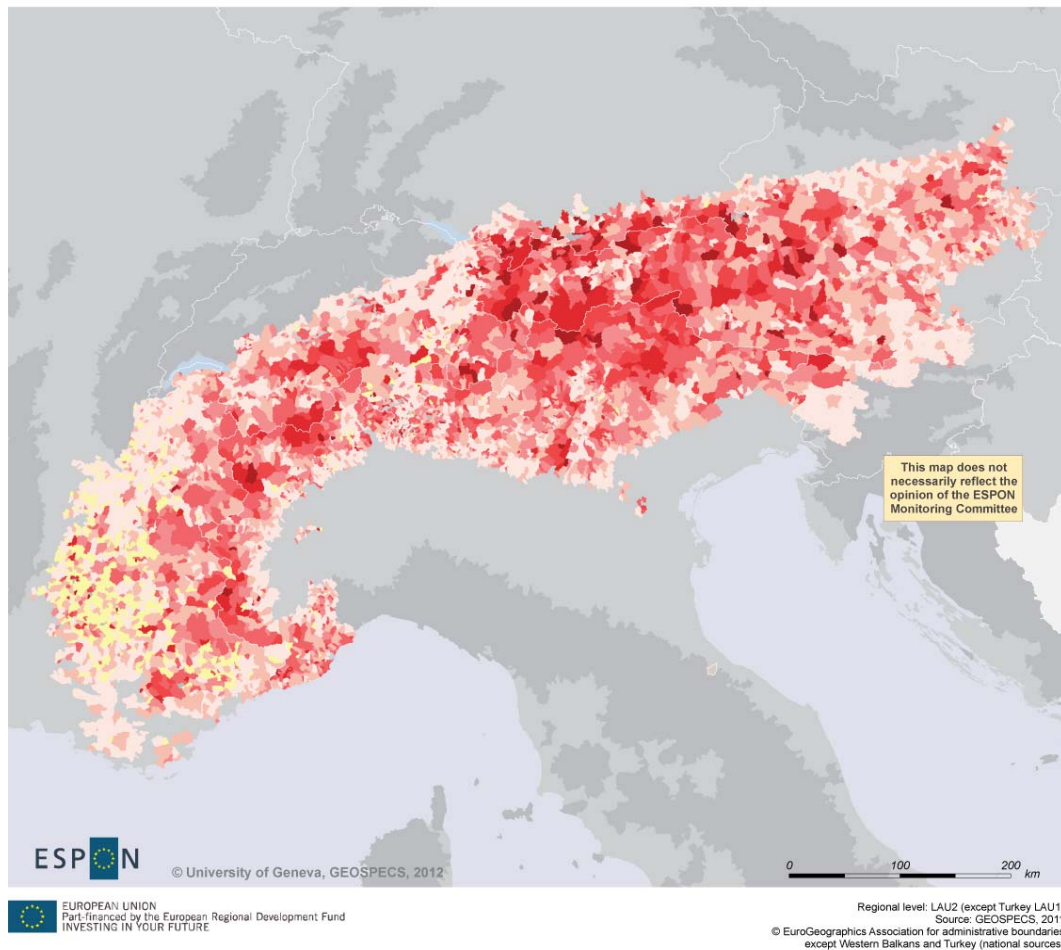 This map does not
necessarily reflect the
opinion of the ESPON
Monitoring Committee
ESPON
© University of Geneva, GEOSPECS, 2012
0 100 200
km
EUROPEAN UNION
Part-financed by the European Regional Development Fund
INVESTING IN YOUR FUTURE
Regional level: LAU2 (except Turkey LAU1
Source: GEOSPECS, 201
© EuroGeographics Association for administrative boundarie
except Western Balkans and Turkey (national sources